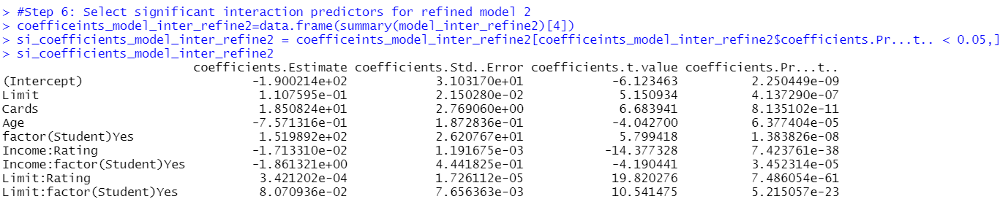 > #Step 6: Select significant interaction predictors for refined model 2
> coefficeints_model_inter_refine2=data.frame(summary(model_inter_refine2)[4])
> si_coefficients_model_inter_refine2 = coefficeints_model_inter_refine2[coefficeints_model_inter_refine2$coefficients.Pr...t.. < 0.05,]
> si_coefficients_model_inter_refine2
coefficients.Estimate coefficients.Std..Error coefficients.t.value coefficients.Pr...t..
(Intercept) -1.900214e+02 3.103170e+01 -6.123463 2.250449e-09
Limit 1.107595e-01 2.150280e-02 5.150934 4.137290e-07
Cards 1.850824e+01 2.769060e+00 6.683941 8.135102e-11
Age -7.571316e-01 1.872836e-01 -4.042700 6.377404e-05
factor(Student)Yes 1.519892e+02 2.620767e+01 5.799418 1.383826e-08
Income:Rating -1.713310e-02 1.191675e-03 -14.377328 7.423761e-38
Income:factor(Student)Yes -1.861321e+00 4.441825e-01 -4.190441 3.452314e-05
Limit:Rating 3.421202e-04 1.726112e-05 19.820276 7.486054e-61
Limit:factor(Student)Yes 8.070936e-02 7.656363e-03 10.541475 5.215057e-23